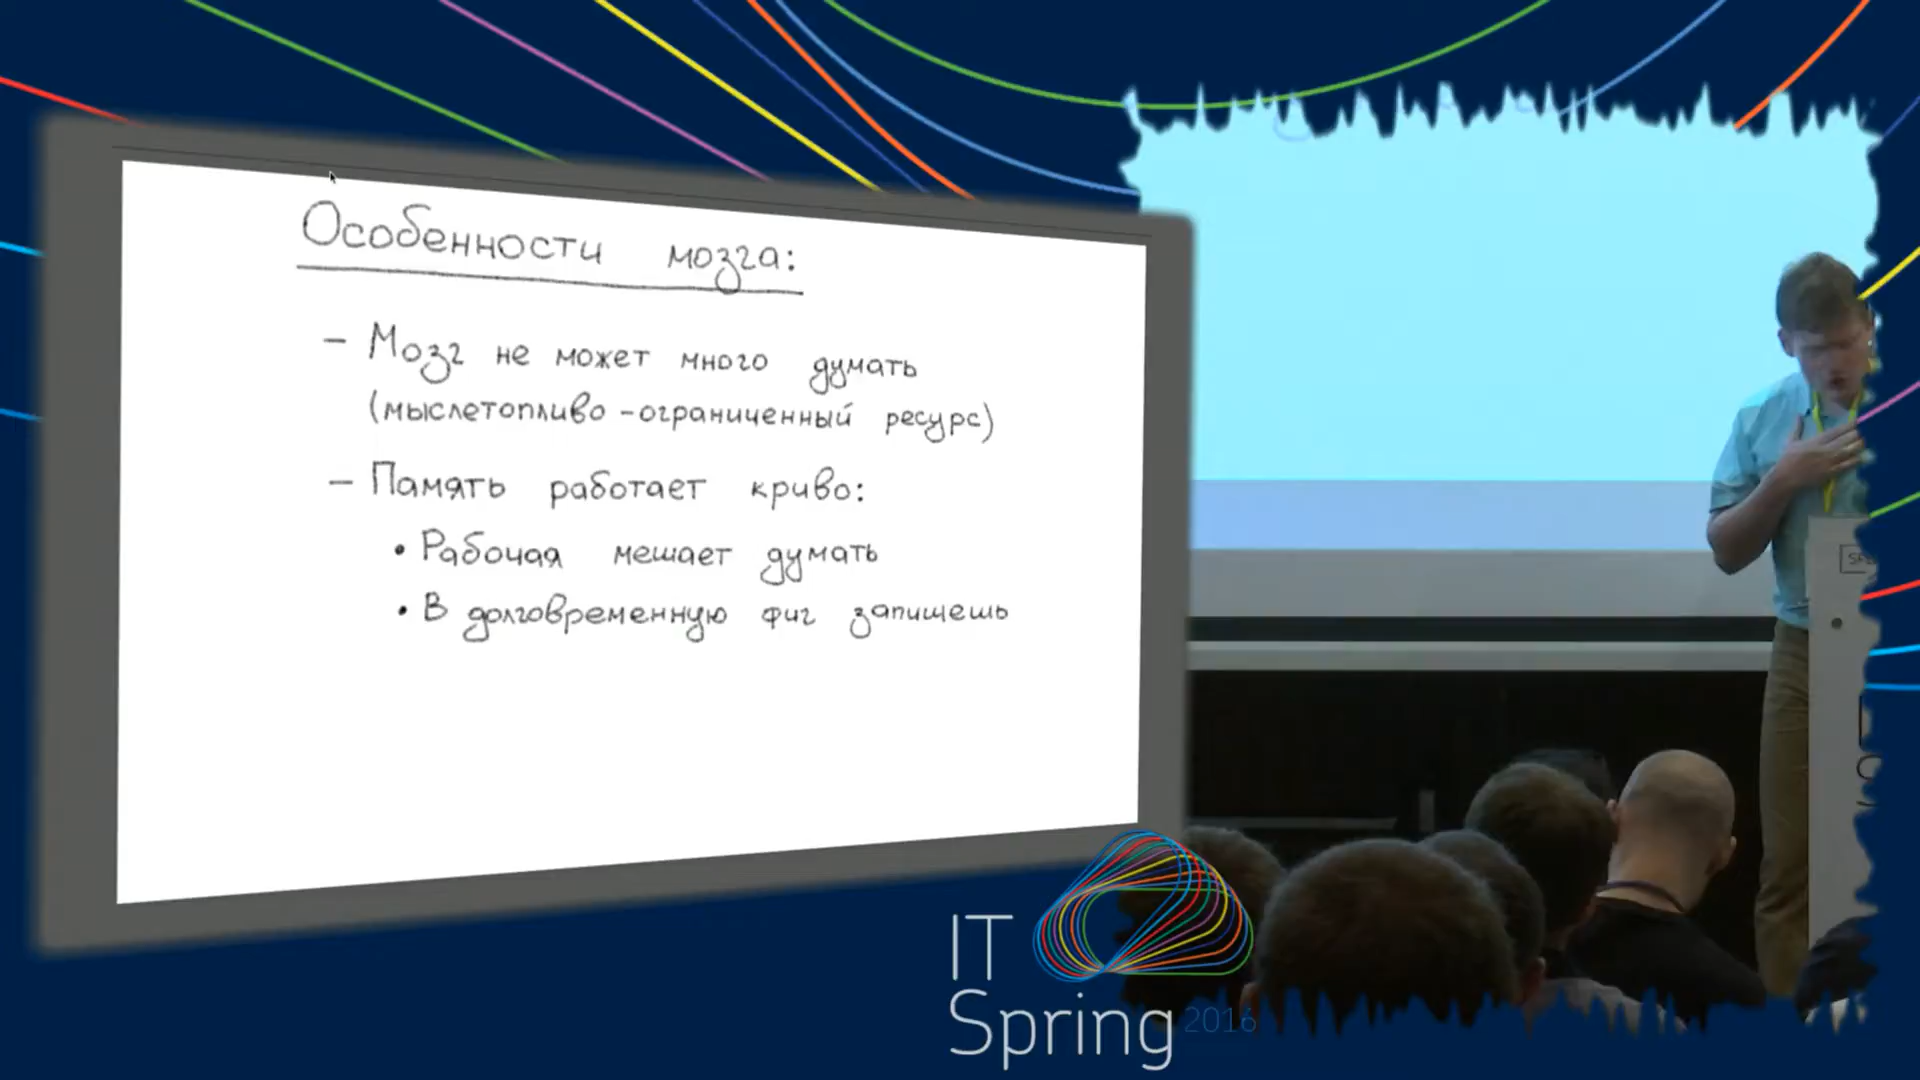 Особенности мозга:
– Мозг не может много думать
(мыслетопливо – ограниченный ресурс)
– Память работает криво:
• Рабочая мешает думать
• В долговременную фиг запишешь
IT
Spring 2016